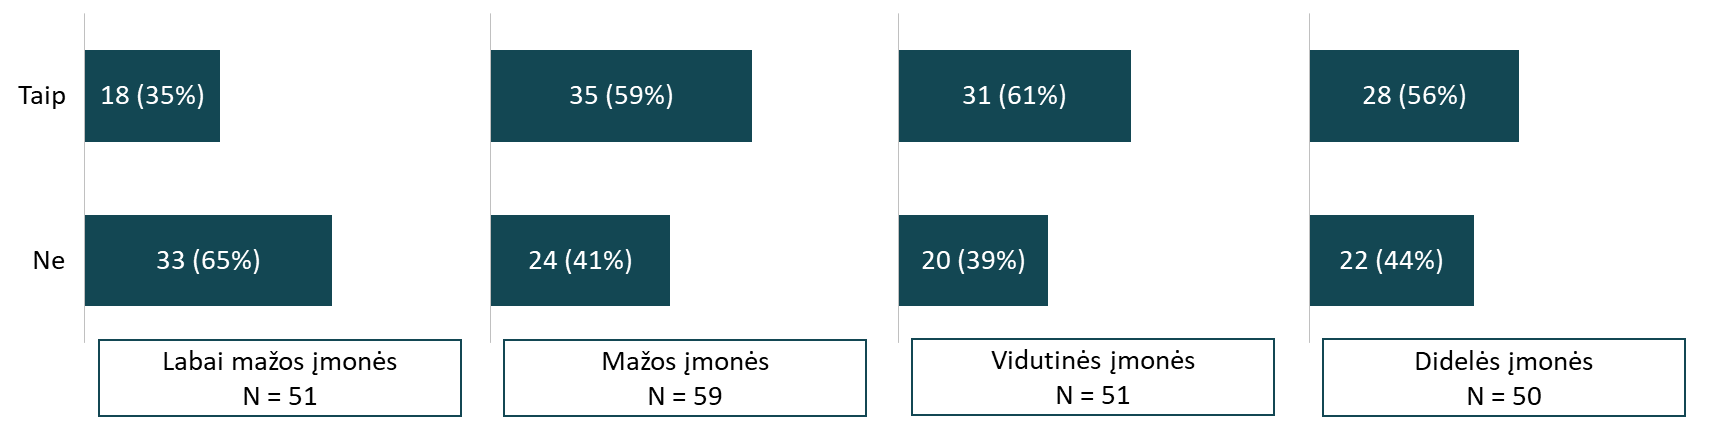 Taip
18 (35%)
35 (59%)
31 (61%)
28 (56%)
Ne
33 (65%)
24 (41%)
20 (39%)
22 (44%)
Labai mažos įmonės
N = 51
Mažos įmonės
N = 59
Vidutinės įmonės
N = 51
Didelės įmonės
N = 50